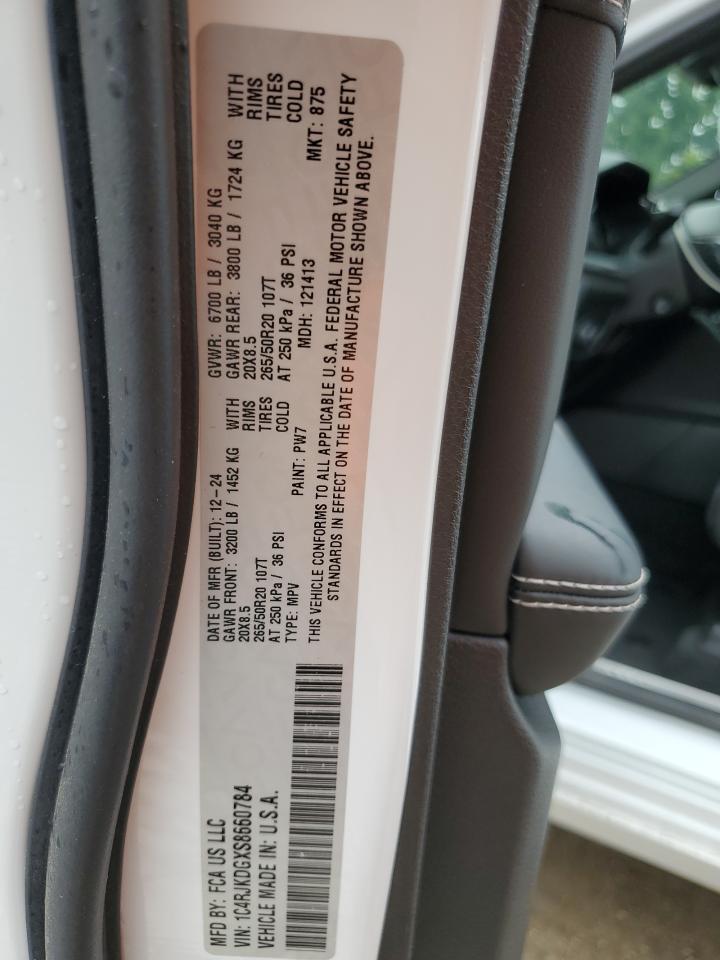 MFD BY: FCA US LLC
VIN: 1C4RJKDGXS8660784
VEHICLE MADE IN: U.S.A.
DATE OF MFR (BUILT): 12-24 GVWR: 6700 LB / 3040 KG
GAWR FRONT: 3200 LB / 1452 KG WITH GAWR REAR: 3800 LB / 1724 KG WITH
20X8.5 RIMS 20X8.5 RIMS
265/50R20 107T TIRES 265/50R20 107T TIRES
AT 250 kPa / 36 PSI COLD AT 250 kPa / 36 PSI COLD
TYPE: MPV PAINT: PW7 MDH: 121413 MKT: 875
THIS VEHICLE CONFORMS TO ALL APPLICABLE U.S.A. FEDERAL MOTOR VEHICLE SAFETY
STANDARDS IN EFFECT ON THE DATE OF MANUFACTURE SHOWN ABOVE.